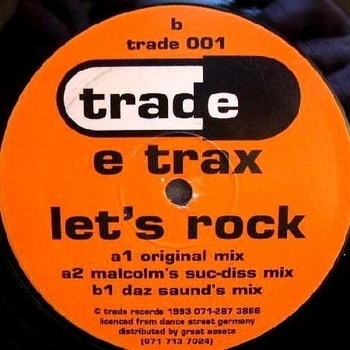 b
trade 001
trade
e trax
let's rock
a1 original mix
a2 malcolm's suc-diss mix
b1 daz saund's mix
© trade records 1993 071-287 3866
licenced from dance street germany
distributed by great assets
(071 713 7024)